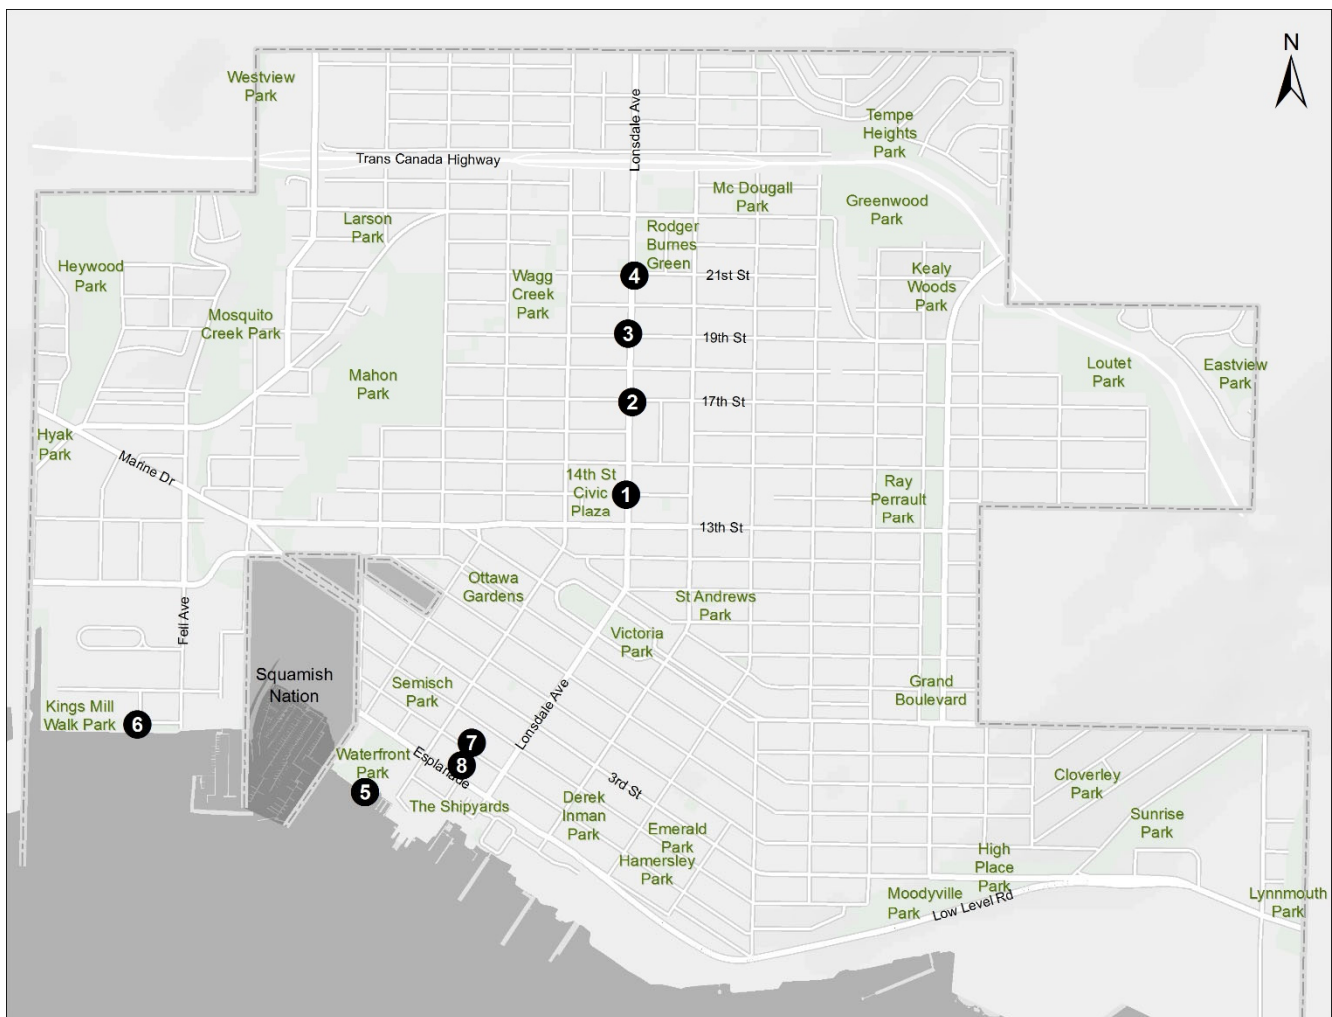 N
Westview
Park
Lonsdale Ave
Tempe
Heights
Park
Trans Canada Highway
Mc Dougall
Park
Greenwood
Park
Larson
Park
Rodger
Burnes
Green
Heywood
Park
Wagg
Creek
Park
4
21st St
Kealy
Woods
Park
Mosquito
Creek Park
3
19th St
Mahon
Park
Loutet
Park
Eastview
Park
2
17th St
Hyak
Park
Marine Dr
14th St
Civic
Plaza
1
Ray
Perrault
Park
13th St
Ottawa
Gardens
St Andrews
Park
Fell Ave
Victoria
Park
Squamish
Nation
Semisch
Park
Lonsdale Ave
Grand
Boulevard
Kings Mill
Walk Park
6
7
8
Waterfront
Park
5
Esplanade
The Shipyards
3rd St
Derek
Inman
Park
Emerald
Park
Hamersley
Park
Cloverley
Park
Sunrise
Park
High
Place
Park
Moodyville
Park
Low Level Rd
Lynnmouth
Park